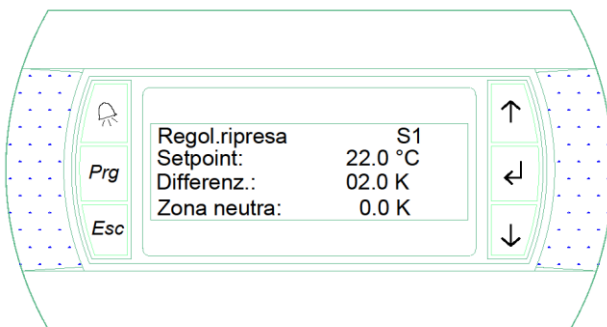 Prg
Esc
Regol.ripresa S1
Setpoint: 22.0 °C
Differenz.: 02.0 K
Zona neutra: 0.0 K